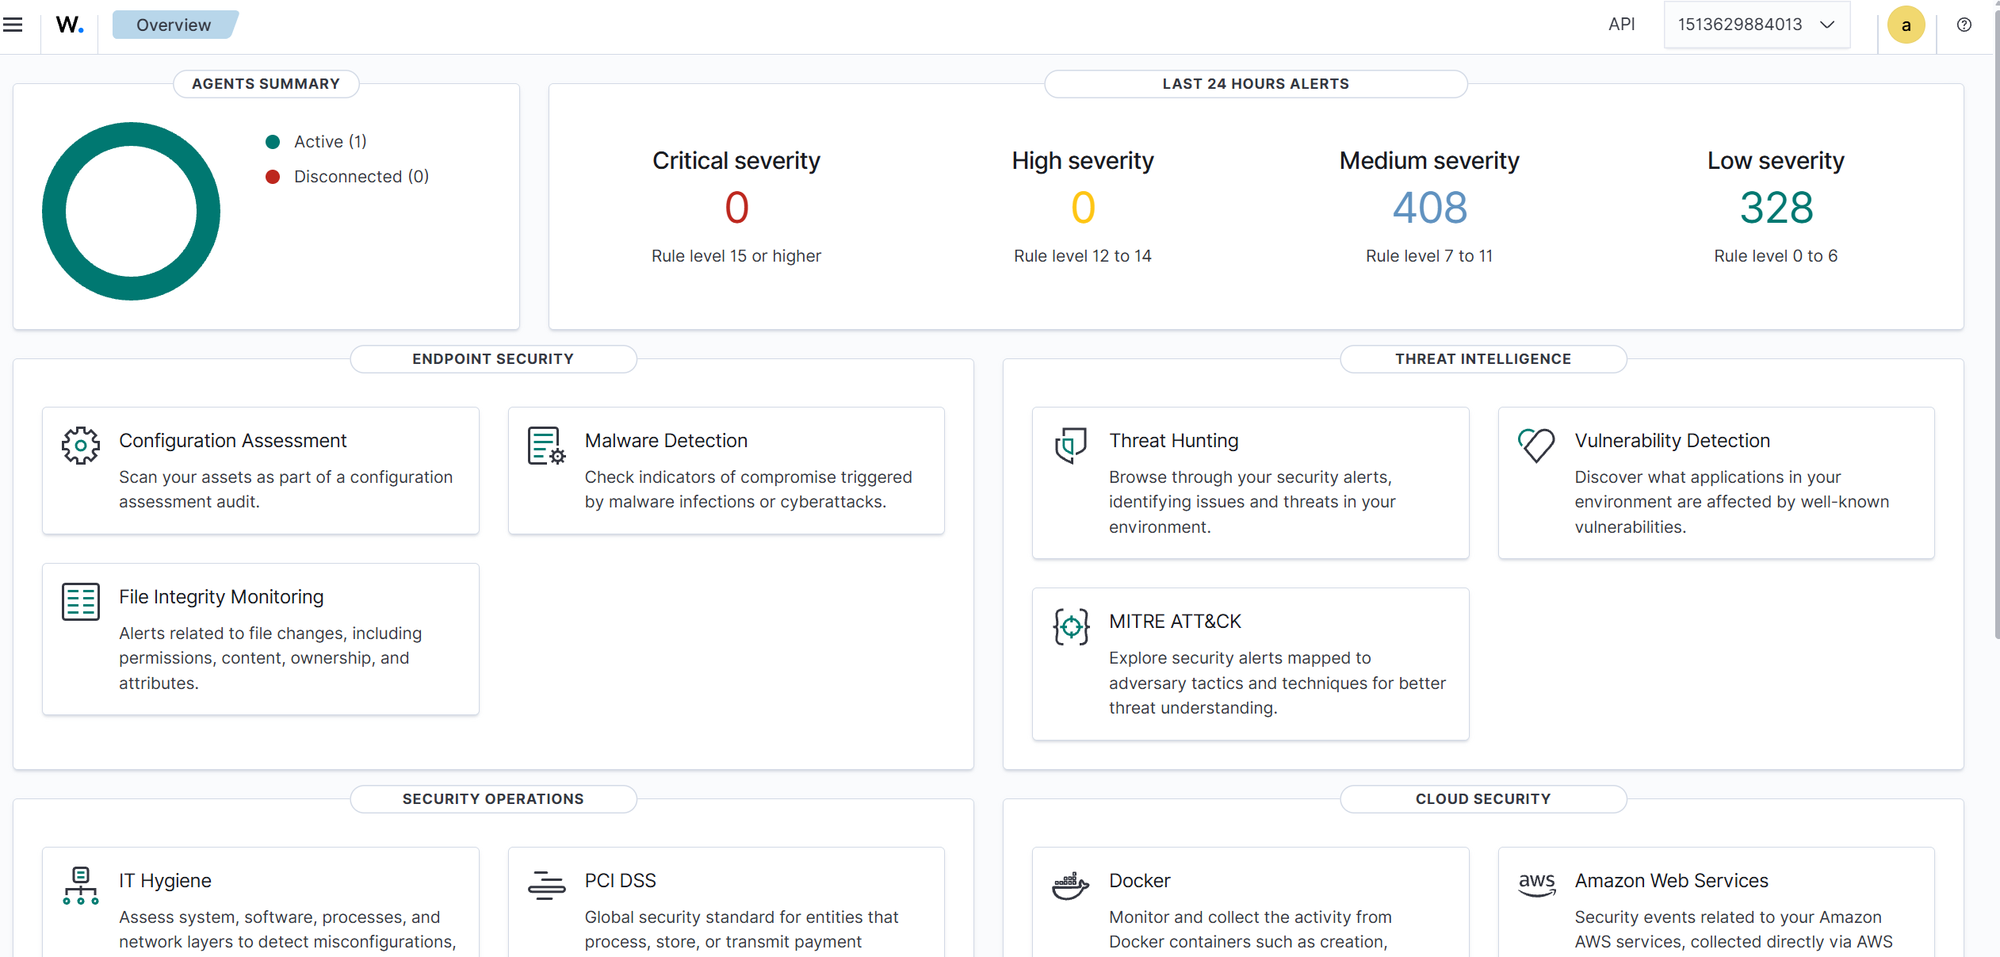 W.
Overview
API
1513629884013
a
AGENTS SUMMARY
Active (1)
Disconnected (0)
LAST 24 HOURS ALERTS
Critical severity
0
Rule level 15 or higher
High severity
0
Rule level 12 to 14
Medium severity
408
Rule level 7 to 11
Low severity
328
Rule level 0 to 6
ENDPOINT SECURITY
Configuration Assessment
Scan your assets as part of a configuration
assessment audit.
Malware Detection
Check indicators of compromise triggered
by malware infections or cyberattacks.
File Integrity Monitoring
Alerts related to file changes, including
permissions, content, ownership, and
attributes.
THREAT INTELLIGENCE
Threat Hunting
Browse through your security alerts,
identifying issues and threats in your
environment.
Vulnerability Detection
Discover what applications in your
environment are affected by well-known
vulnerabilities.
MITRE ATT&CK
Explore security alerts mapped to
adversary tactics and techniques for better
threat understanding.
SECURITY OPERATIONS
IT Hygiene
Assess system, software, processes, and
network layers to detect misconfigurations,
PCI DSS
Global security standard for entities that
process, store, or transmit payment
CLOUD SECURITY
Docker
Monitor and collect the activity from
Docker containers such as creation,
aws
Amazon Web Services
Security events related to your Amazon
AWS services, collected directly via AWS